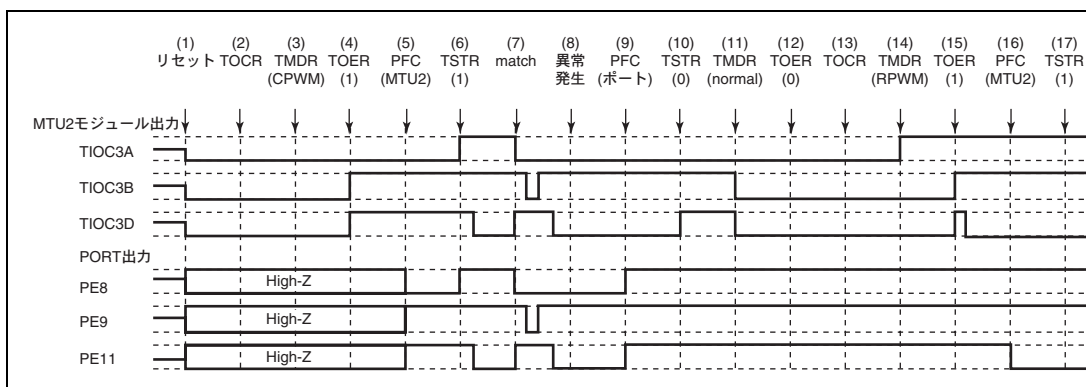 (1) (2) (3) (4) (5) (6) (7) (8) (9) (10) (11) (12) (13) (14) (15) (16) (17)
リセット TOCR TMDR TOER PFC TSTR match 異常 PFC TSTR TMDR TOER TOCR TMDR TOER PFC TSTR
(CPWM) (1) (MTU2) (1) 発生 (ポート) (0) (normal) (0) (RPWM) (1) (MTU2) (1)
MTU2モジュール出力
TIOC3A
TIOC3B
TIOC3D
PORT出力
PE8 High-Z
PE9 High-Z
PE11 High-Z